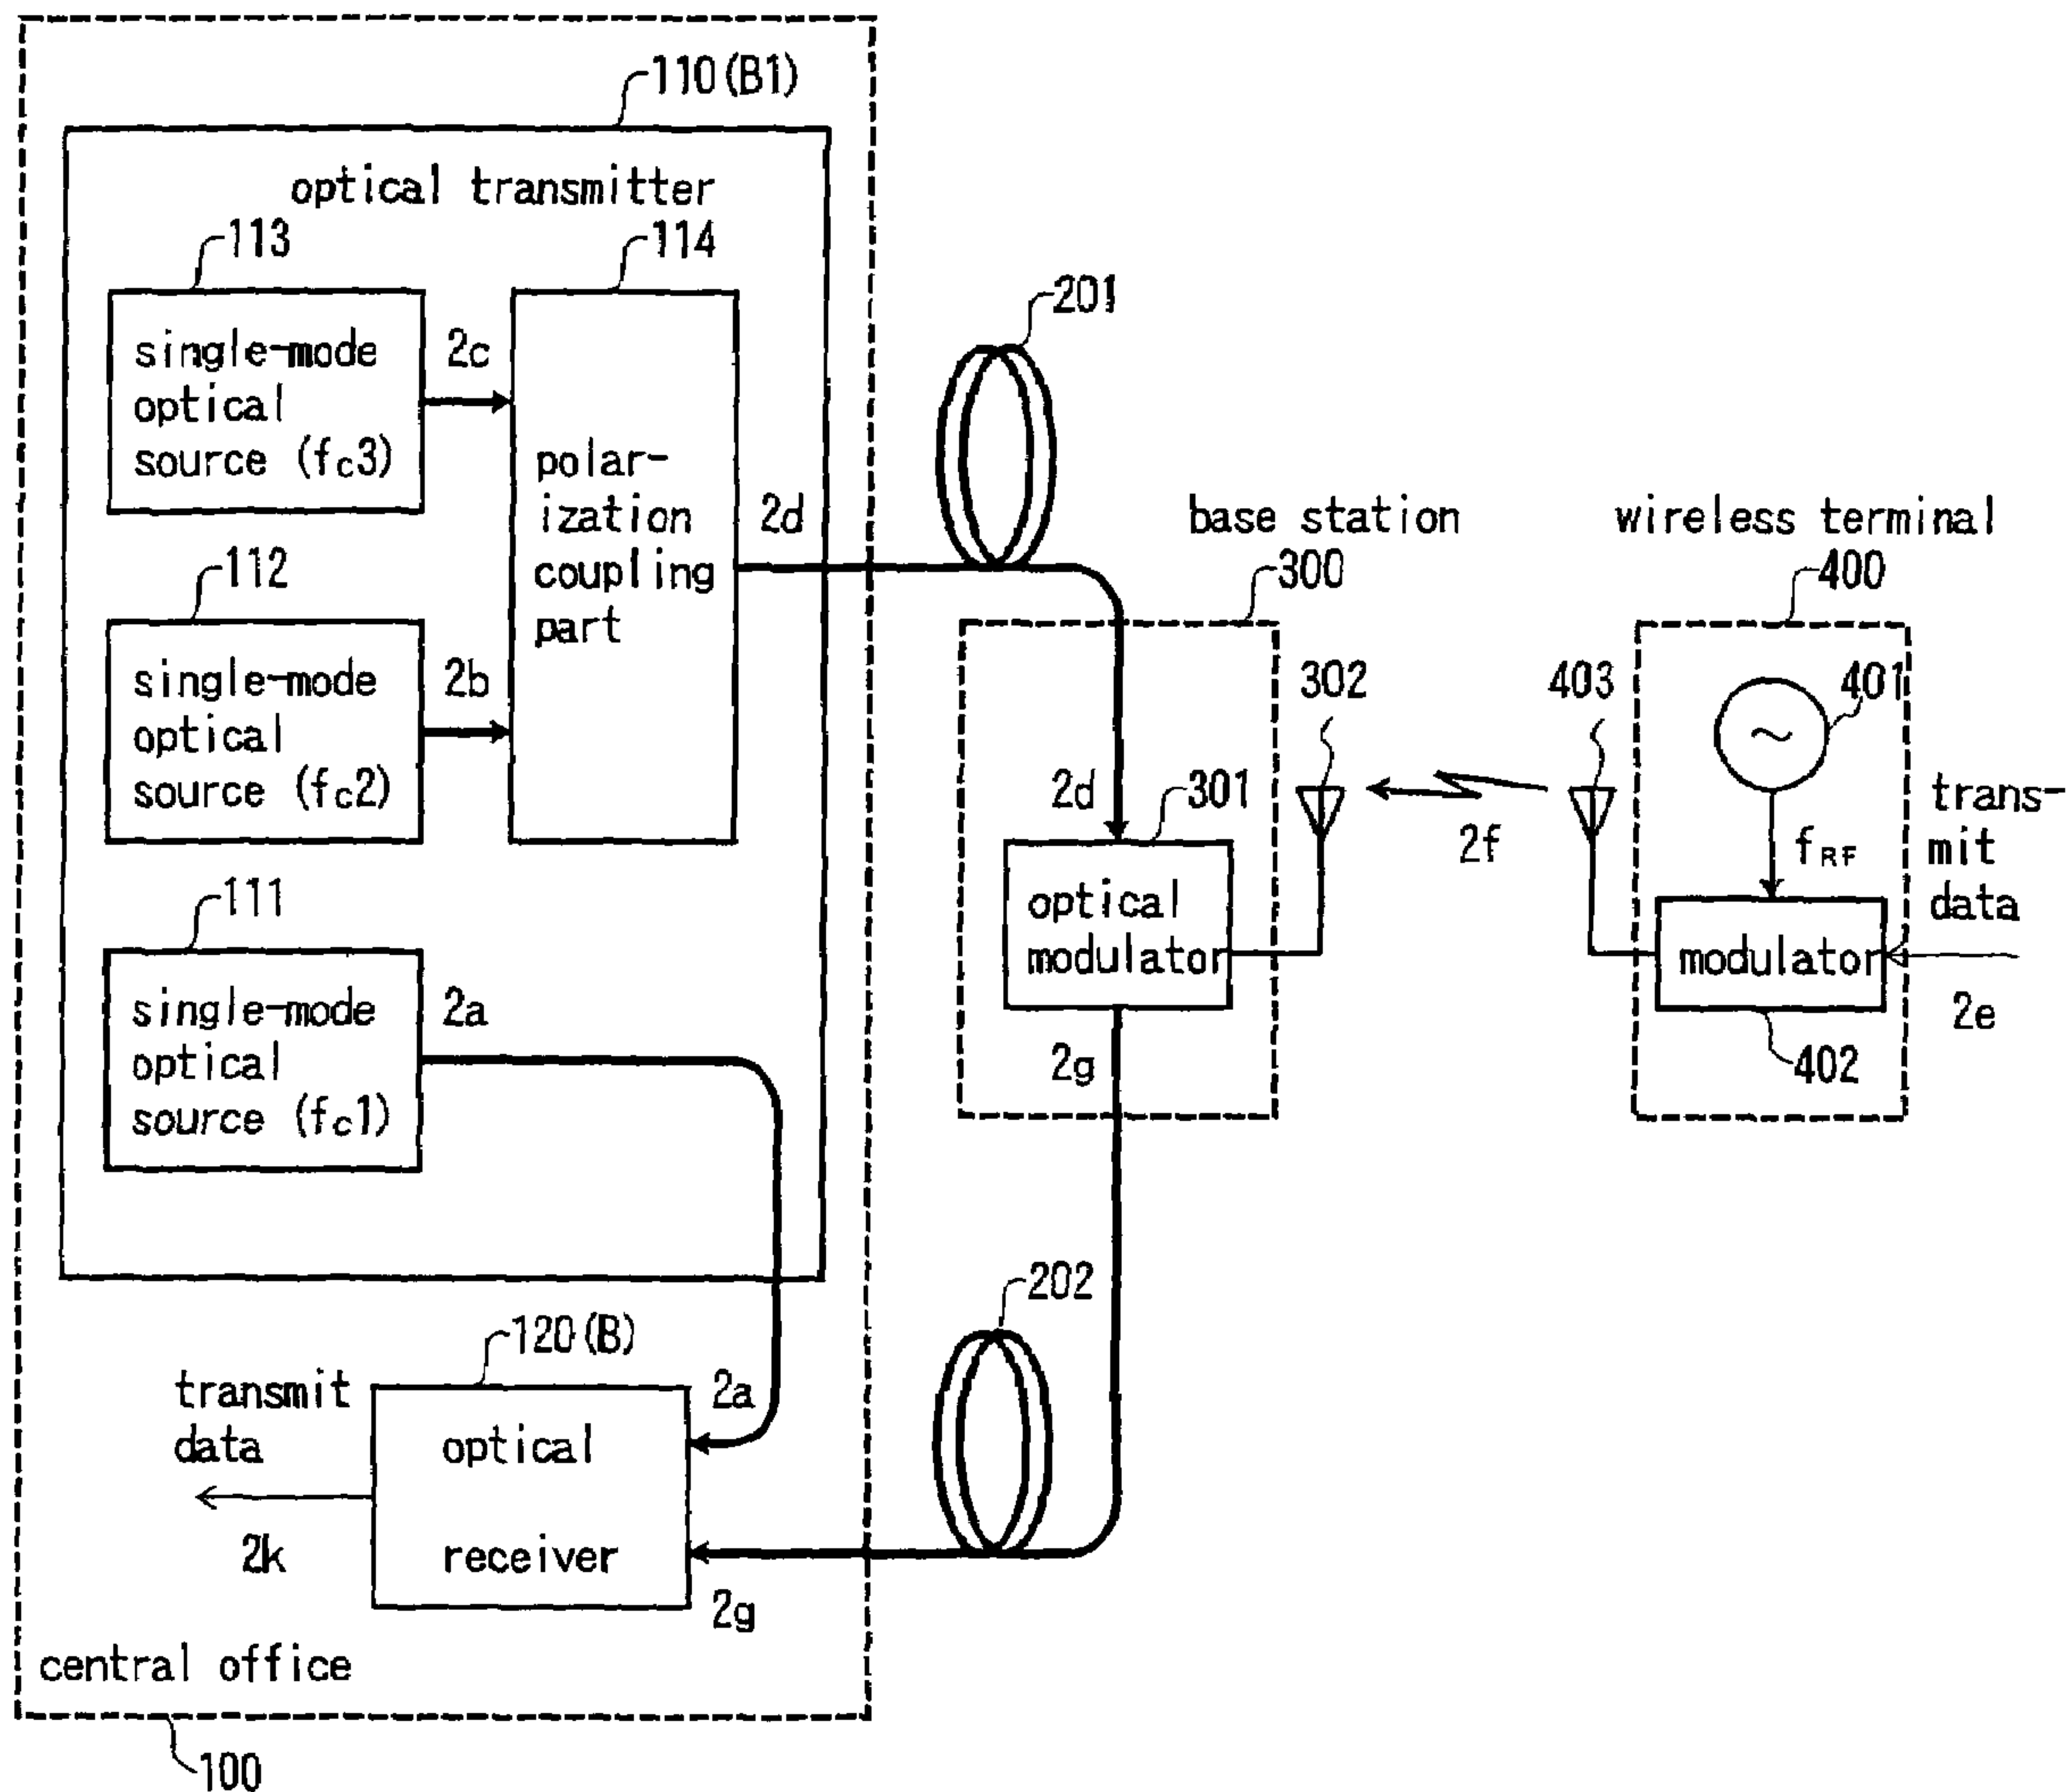 110(B1)
optical transmitter
113
114
single-mode
optical
source (fc3)
2c
polar-
ization
coupling
part
2d
201
112
single-mode
optical
source (fc2)
2b
111
single-mode
optical
source (fc1)
2a
base station
300
wireless terminal
400
302
403
401
2d
301
optical
modulator
2f
fRF
trans-
mit
data
modulator
2e
402
2g
202
120(B)
transmit
data
2a
optical
receiver
2k
2g
central office
100